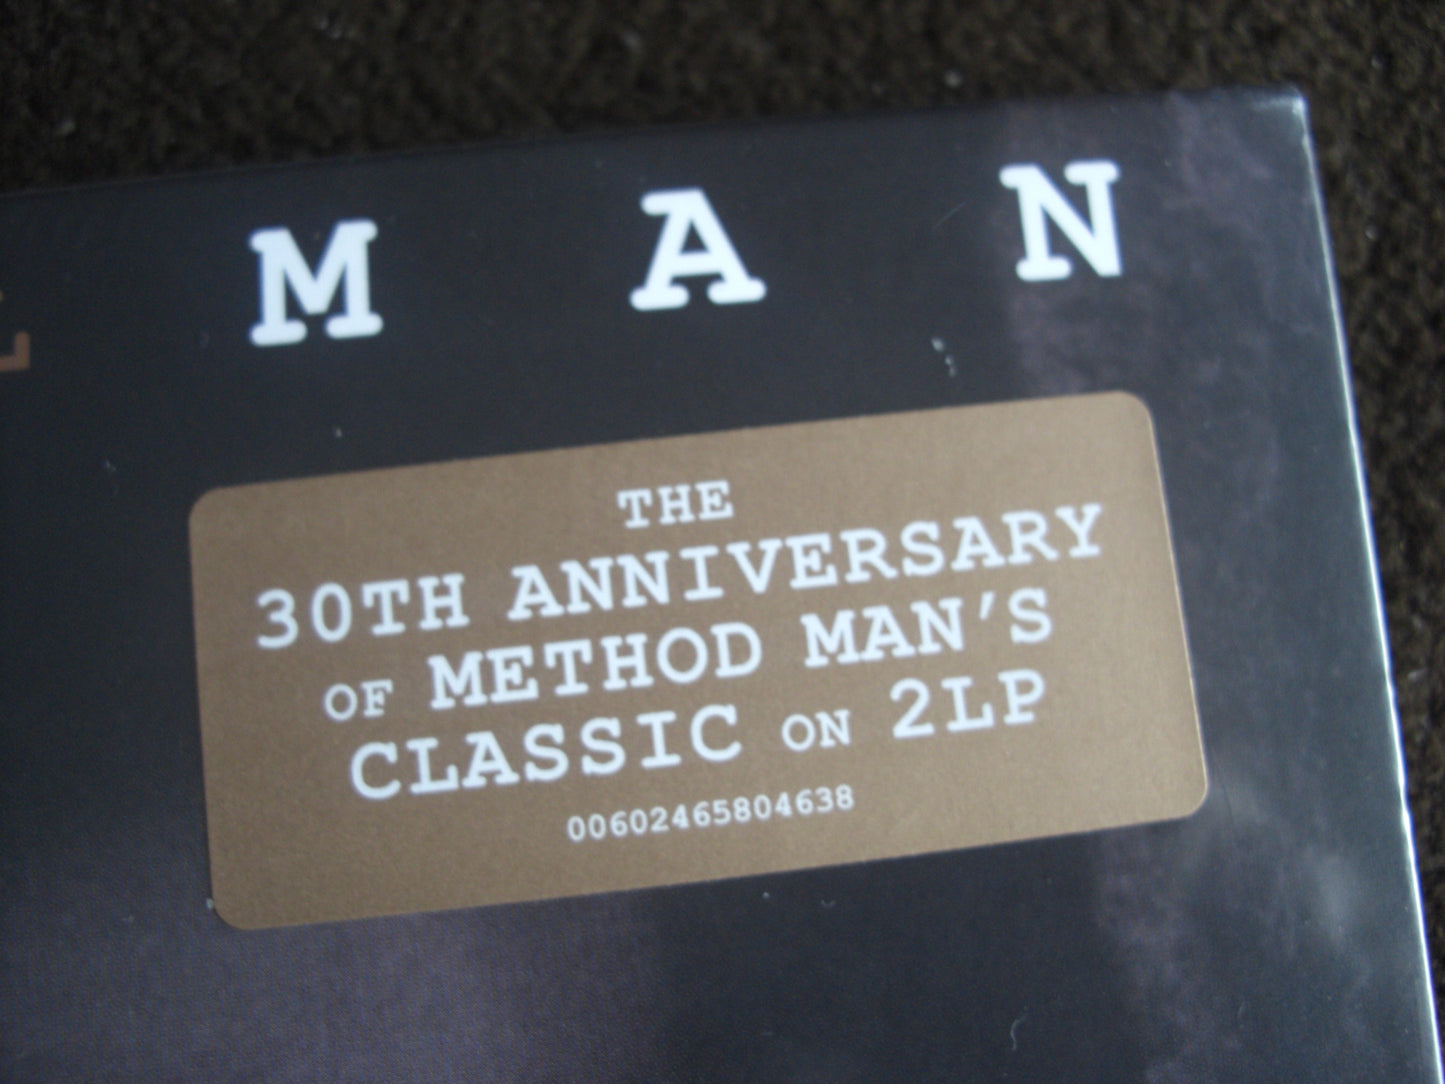 M A N
THE
30TH ANNIVERSARY
OF METHOD MAN'S
CLASSIC ON 2LP
00602465804638